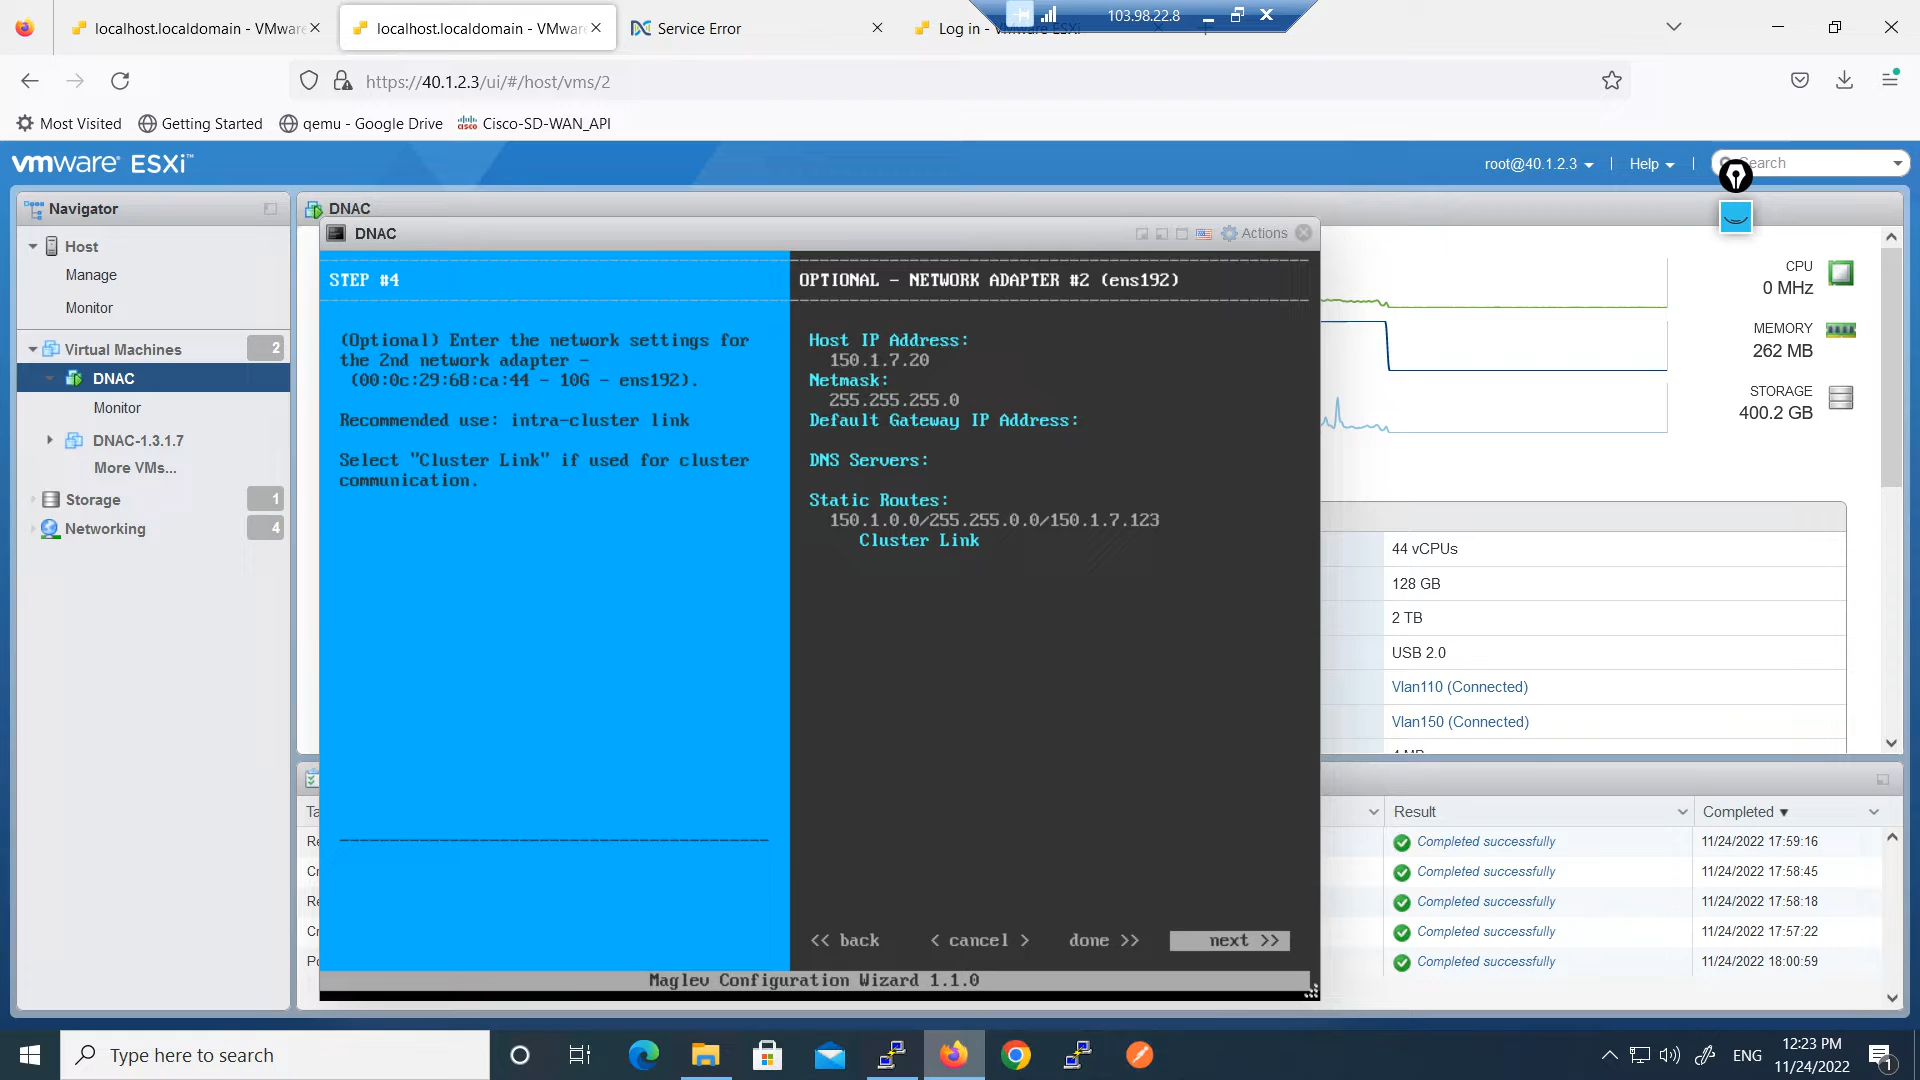 localhost.localdomain - VMware
localhost.localdomain - VMware
Service Error
Log in - VMware ESXi
103.98.22.8
https://40.1.2.3/ui/#/host/vms/2
Most Visited
Getting Started
qemu - Google Drive
Cisco-SD-WAN_API
vmware ESXi™
root@40.1.2.3
Help
Search
Navigator
Host
Manage
Monitor
Virtual Machines
2
DNAC
Monitor
DNAC-1.3.1.7
More VMs...
Storage
1
Networking
4
DNAC
DNAC
Actions
STEP #4
(Optional) Enter the network settings for
the 2nd network adapter -
(00:0c:29:68:ca:44 - 10G - ens192).
Recommended use: intra-cluster link
Select "Cluster Link" if used for cluster
communication.
OPTIONAL - NETWORK ADAPTER #2 (ens192)
Host IP Address:
150.1.7.20
Netmask:
255.255.255.0
Default Gateway IP Address:
DNS Servers:
Static Routes:
150.1.0.0/255.255.0.0/150.1.7.123
Cluster Link
<< back
< cancel >
done >>
next >>
Maglev Configuration Wizard 1.1.0
CPU
0 MHz
MEMORY
262 MB
STORAGE
400.2 GB
44 vCPUs
128 GB
2 TB
USB 2.0
Vlan110 (Connected)
Vlan150 (Connected)
Result
Completed ▼
Completed successfully
11/24/2022 17:59:16
Completed successfully
11/24/2022 17:58:45
Completed successfully
11/24/2022 17:58:18
Completed successfully
11/24/2022 17:57:22
Completed successfully
11/24/2022 18:00:59
Type here to search
ENG
12:23 PM
11/24/2022
1